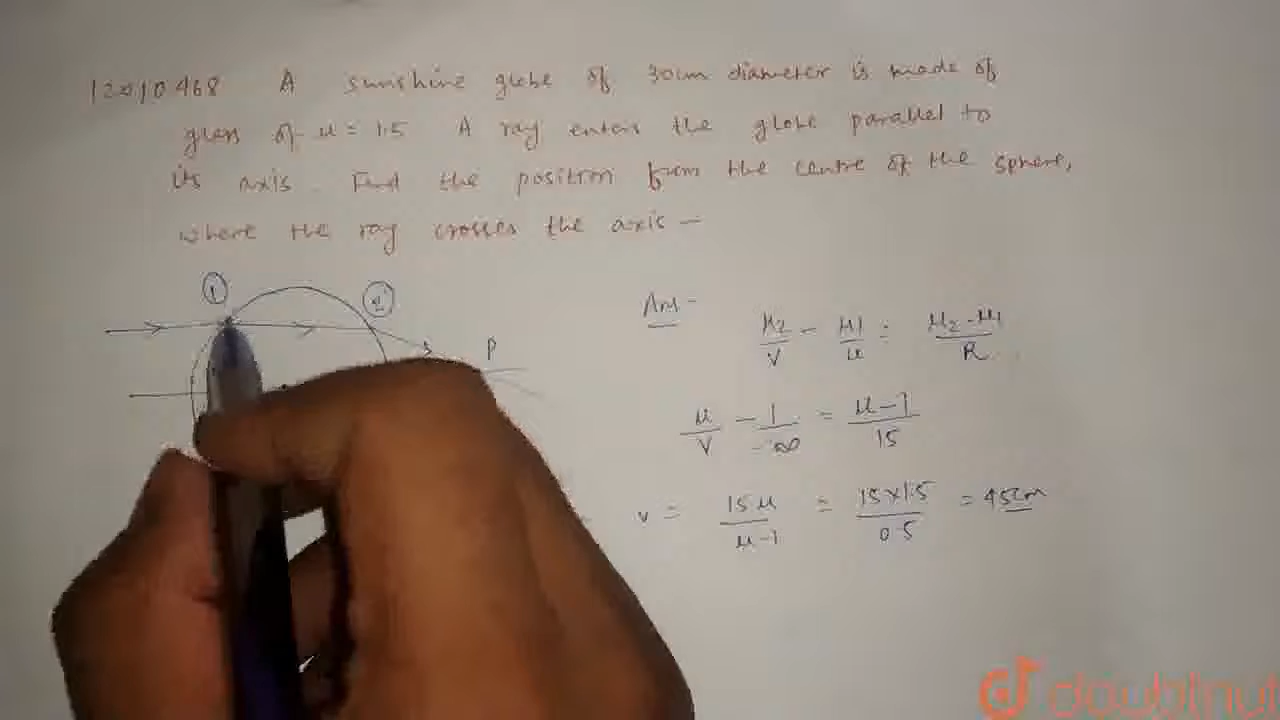 12010468 A sunshine globe of 30cm diameter is made of
glass of μ = 1.5 A ray enters the globe parallel to
its axis. Find the position from the centre of the sphere,
where the ray crosses the axis —
① ② P
Ans -
μ2/v - μ1/u = μ2-μ1/R
μ/v - 1/-∞ = μ-1/15
v = 15μ/μ-1 = 15×1.5/0.5 = 45cm
doubtnut